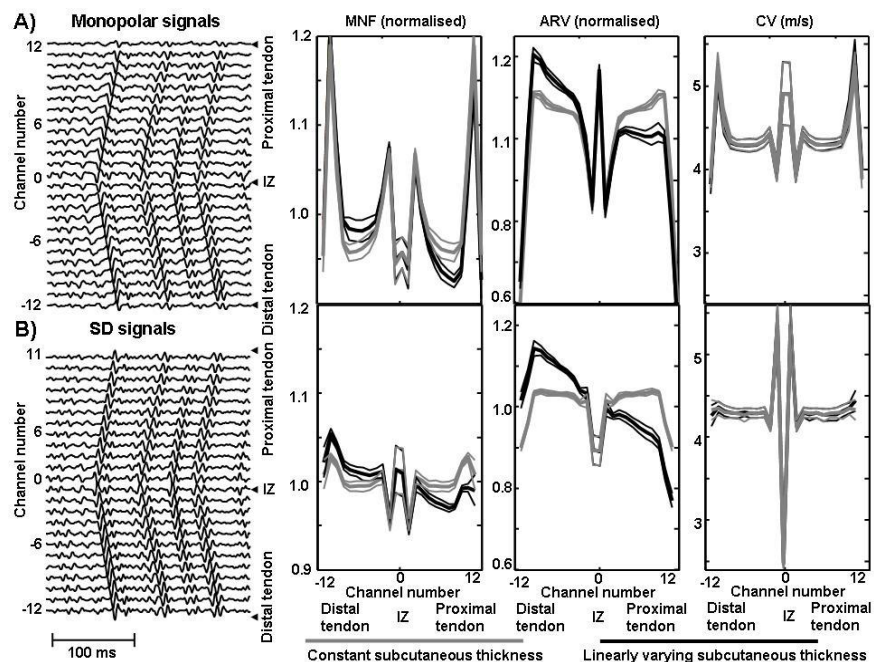 A) Monopolar signals
MNF (normalised)
ARV (normalised)
CV (m/s)
12
6
0
-6
-12
Channel number
Proximal tendon
IZ
Distal tendon
1.2
1.1
1.0
1.2
1.1
0.8
0.6
5
4
3
B) SD signals
11
6
0
-6
-12
Channel number
Proximal tendon
IZ
Distal tendon
100 ms
1.2
1.1
1.0
0.9
1.2
1.0
0.8
0.6
5
4
3
-12 0 12
Channel number
Distal tendon
IZ
Proximal tendon
-12 0 12
Channel number
Distal tendon
IZ
Proximal tendon
-12 0 12
Channel number
Distal tendon
IZ
Proximal tendon
Constant subcutaneous thickness
Linearly varying subcutaneous thickness